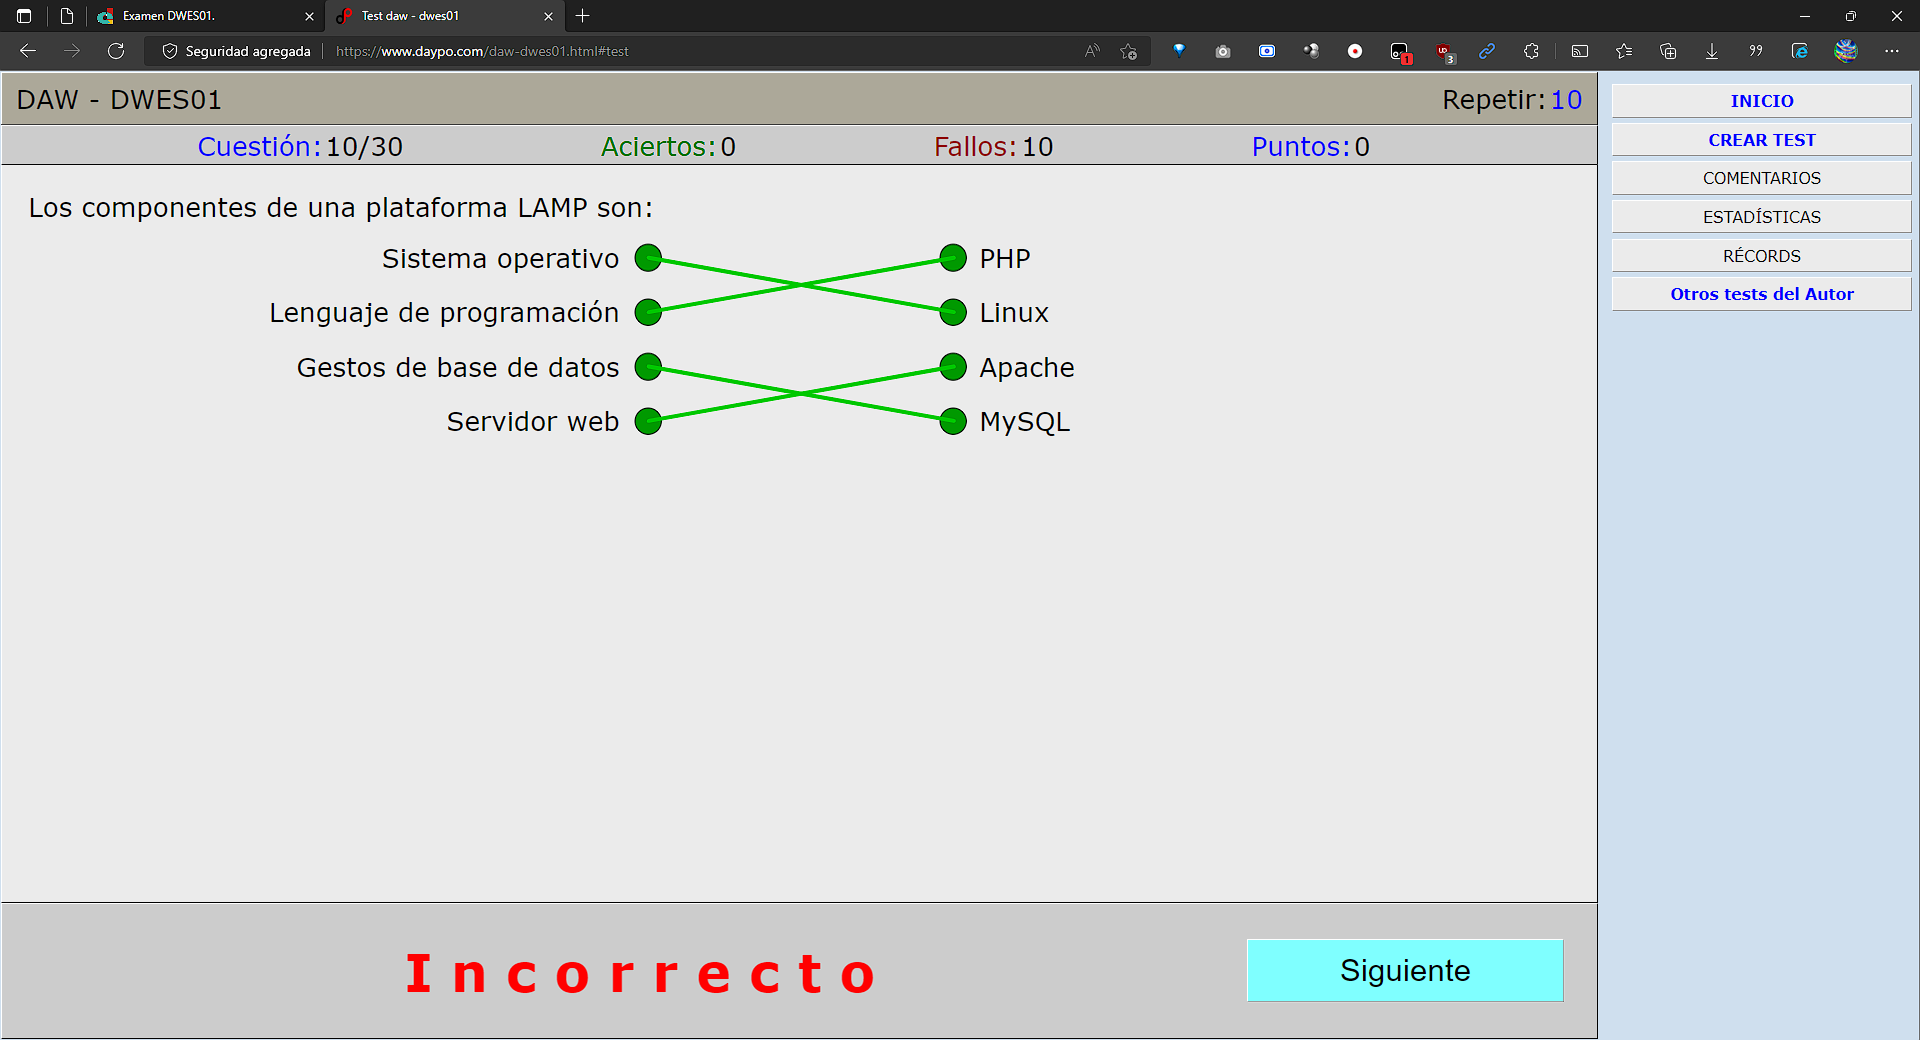 Examen DWES01.
Test daw - dwes01
Seguridad agregada
https://www.daypo.com/daw-dwes01.html#test
1
UD
3
DAW - DWES01
Repetir: 10
Cuestión: 10/30
Aciertos: 0
Fallos: 10
Puntos: 0
Los componentes de una plataforma LAMP son:
Sistema operativo
PHP
Lenguaje de programación
Linux
Gestos de base de datos
Apache
Servidor web
MySQL
Incorrecto
Siguiente
INICIO
CREAR TEST
COMENTARIOS
ESTADÍSTICAS
RÉCORDS
Otros tests del Autor